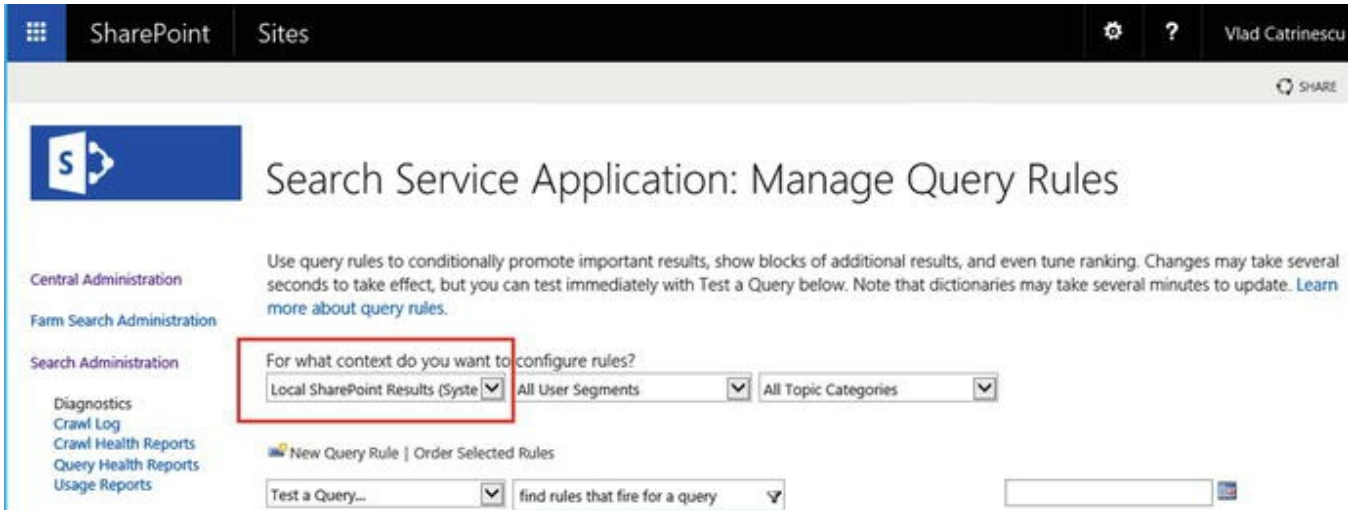 SharePoint Sites ? Vlad Catrinescu
SHARE
S
Search Service Application: Manage Query Rules
Use query rules to conditionally promote important results, show blocks of additional results, and even tune ranking. Changes may take several
Central Administration
seconds to take effect, but you can test immediately with Test a Query below. Note that dictionaries may take several minutes to update. Learn
more about query rules.
Farm Search Administration
Search Administration
For what context do you want to configure rules?
Local SharePoint Results (Syste All User Segments All Topic Categories
Diagnostics
Crawl Log
Crawl Health Reports
Query Health Reports
Usage Reports
New Query Rule | Order Selected Rules
Test a Query... find rules that fire for a query